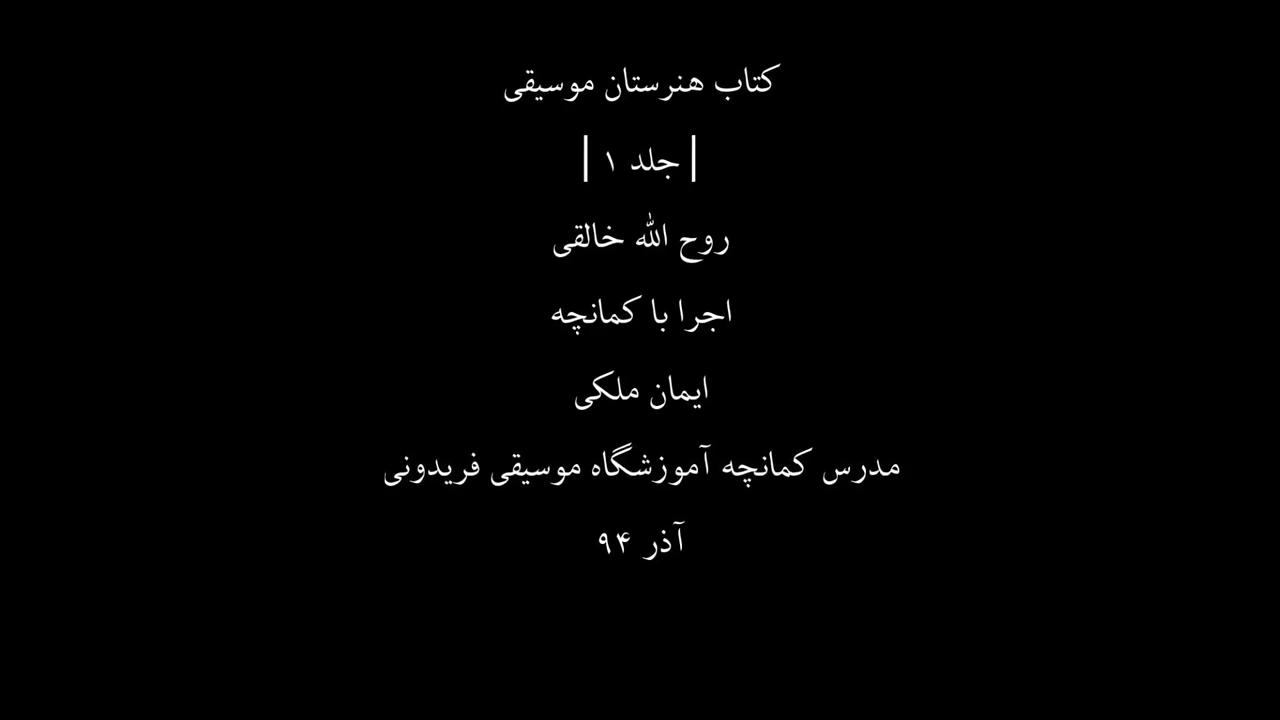 کتاب هنرستان موسیقی
| جلد ۱ |
روح الله خالقی
اجرا با کمانچه
ایمان ملکی
مدرس کمانچه آموزشگاه موسیقی فریدونی
آذر ۹۴